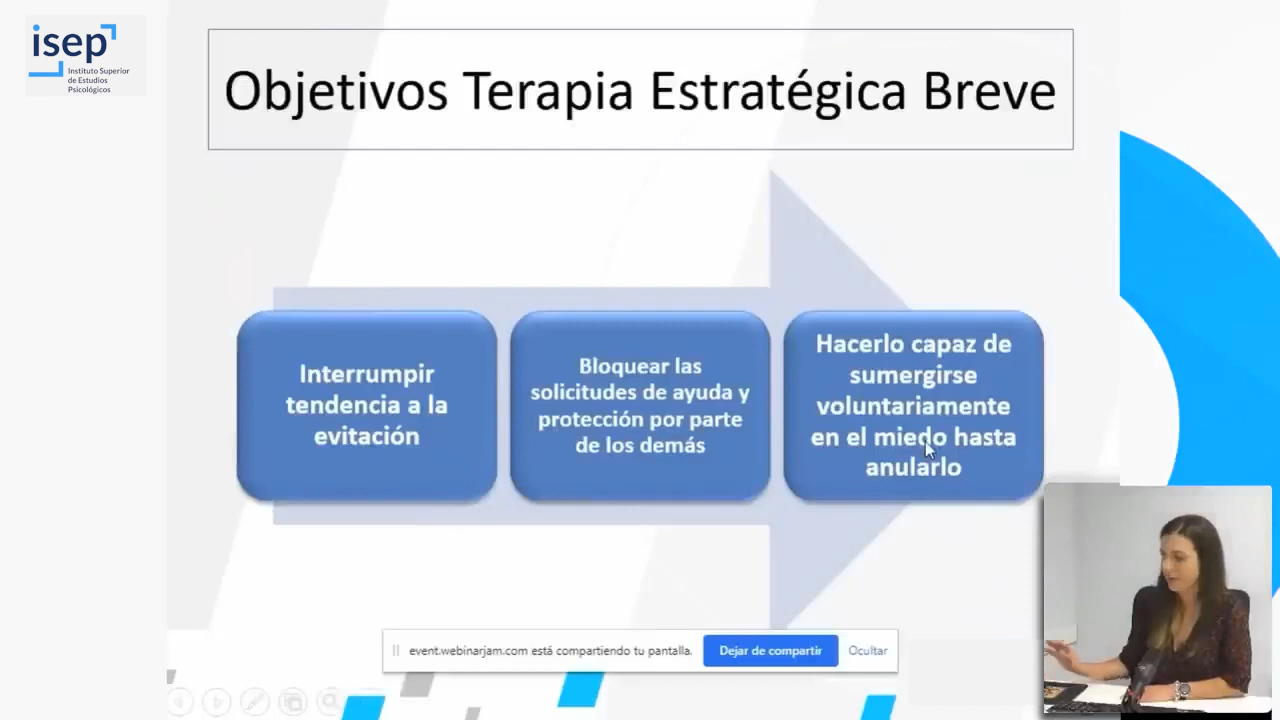 isep
Instituto Superior
de Estudios
Psicológicos
Objetivos Terapia Estratégica Breve
Interrumpir
tendencia a la
evitación
Bloquear las
solicitudes de ayuda y
protección por parte
de los demás
Hacerlo capaz de
sumergirse
voluntariamente
en el miedo hasta
anularlo
event.webinarjam.com está compartiendo tu pantalla.
Dejar de compartir
Ocultar